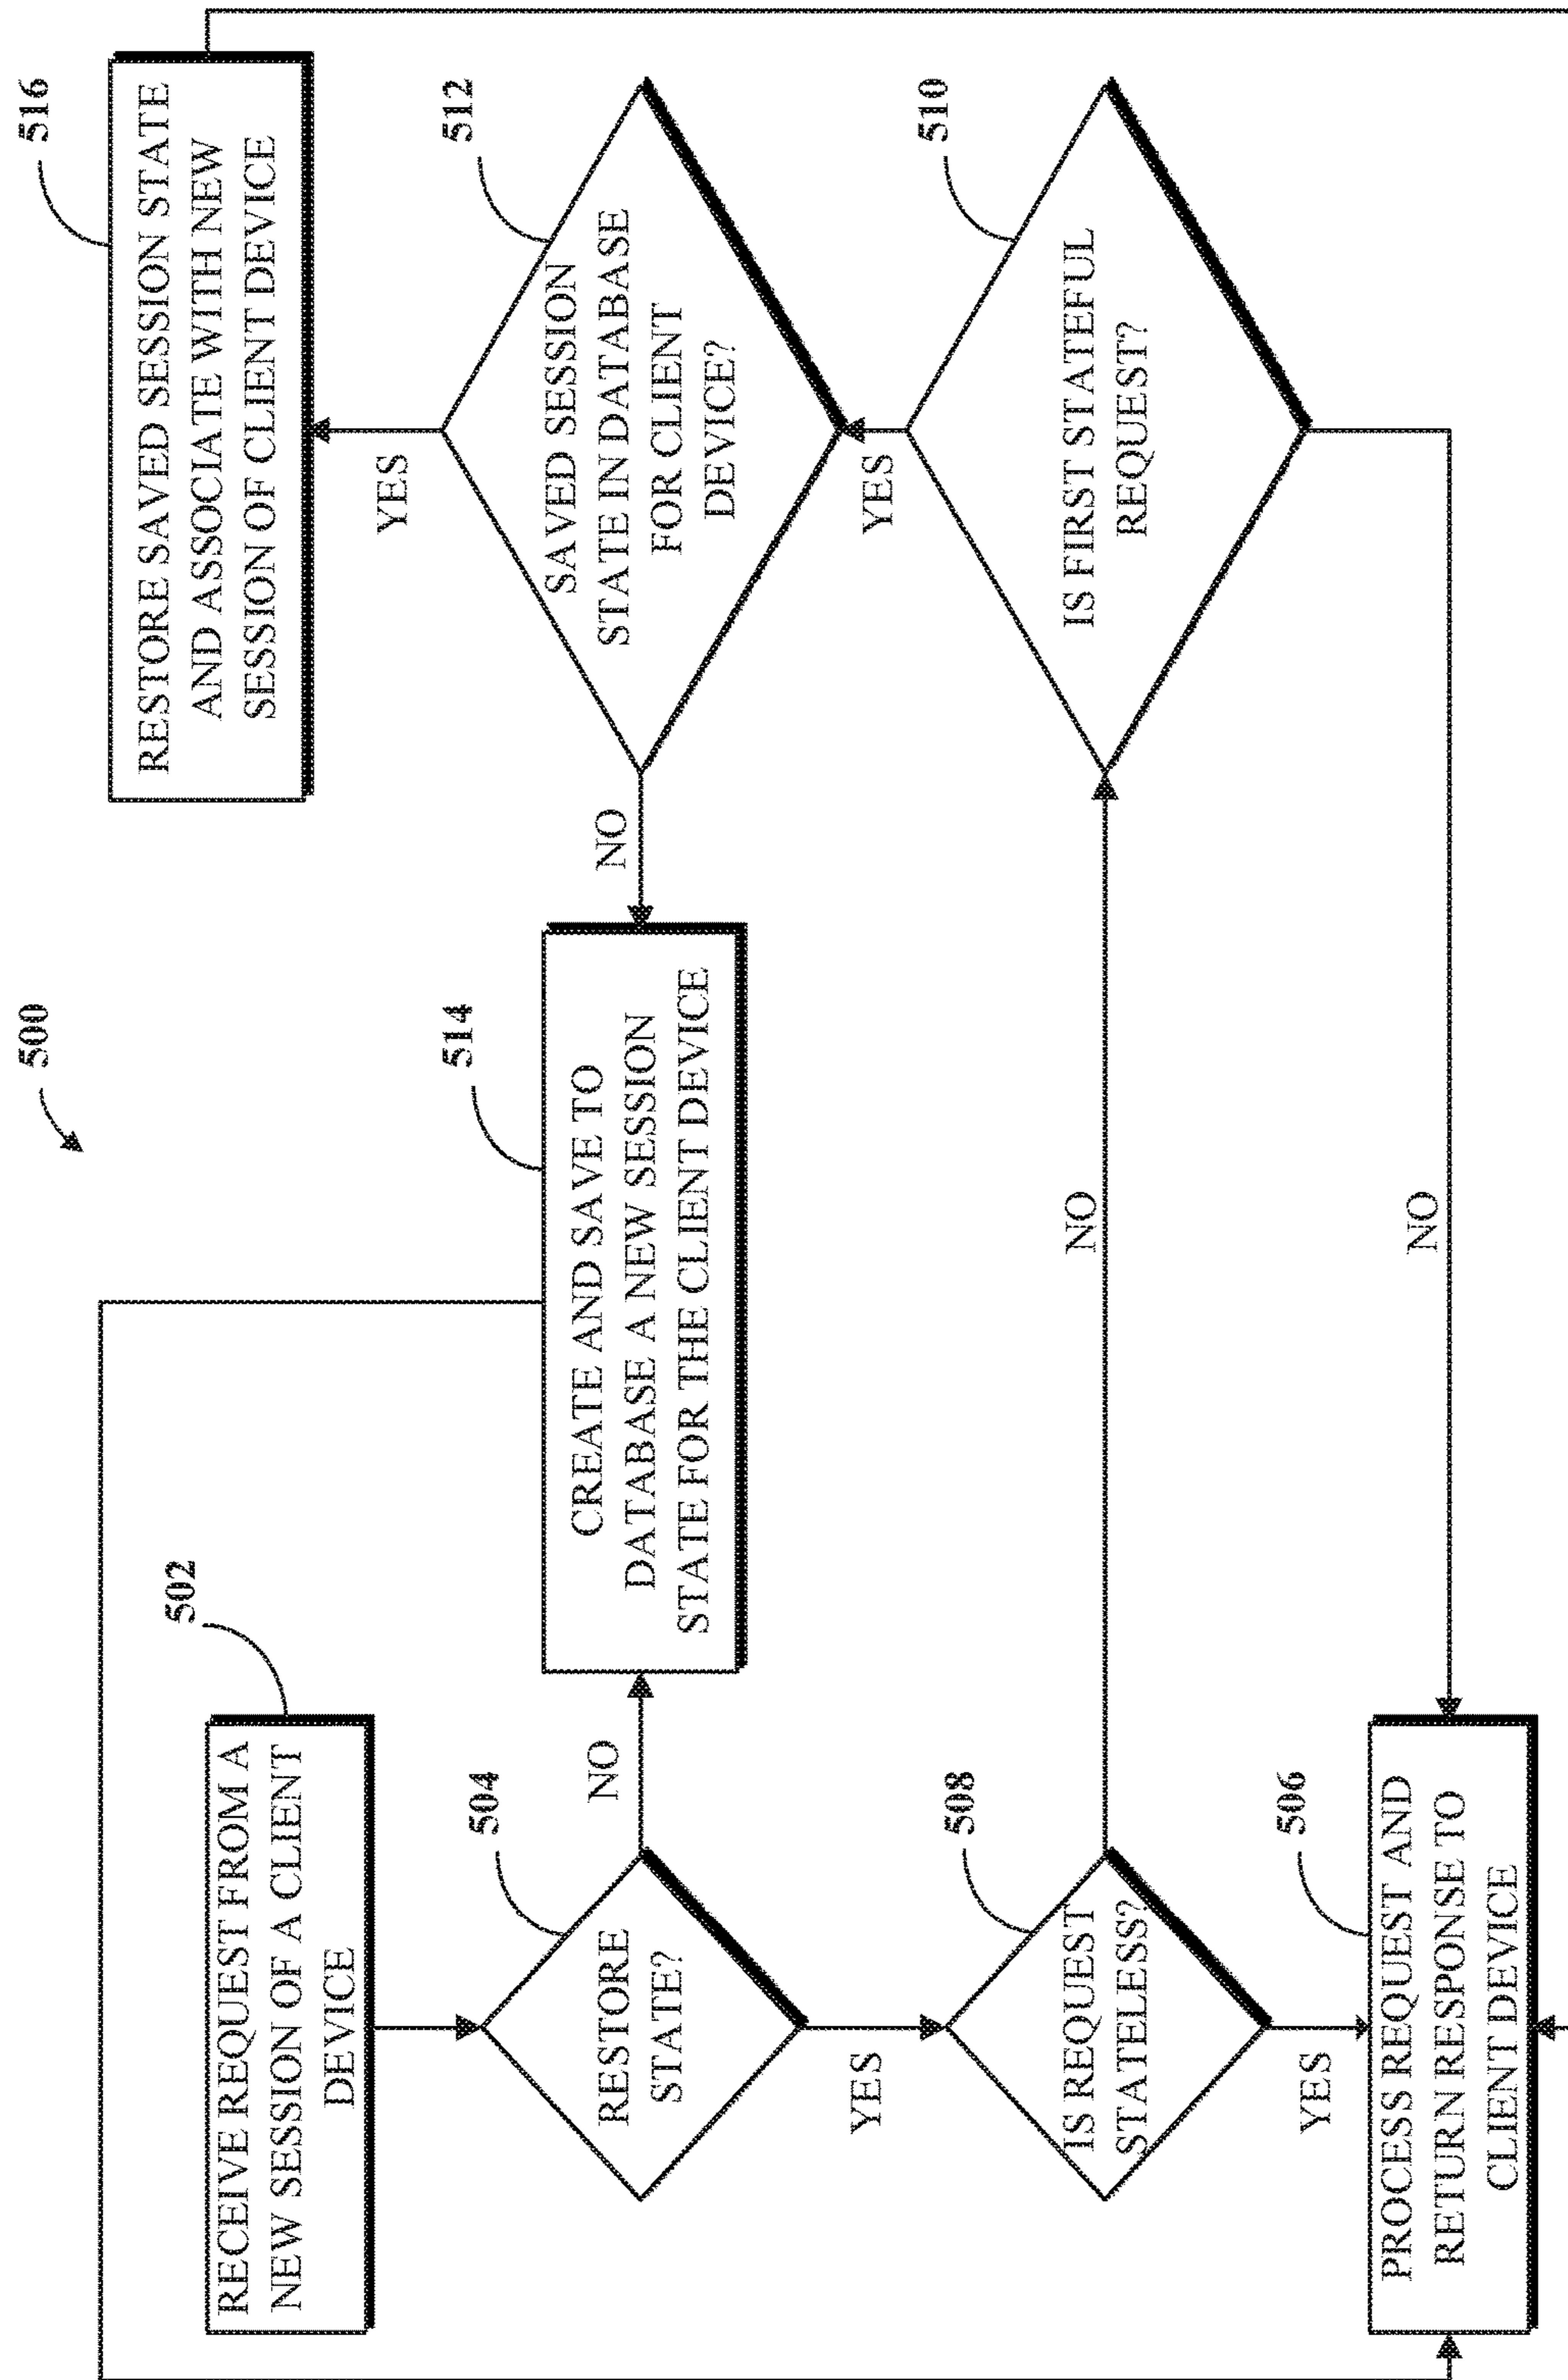 500
502
RECEIVE REQUEST FROM A
NEW SESSION OF A CLIENT
DEVICE
504
RESTORE
STATE?
NO
YES
508
IS REQUEST
STATELESS?
NO
YES
506
PROCESS REQUEST AND
RETURN RESPONSE TO
CLIENT DEVICE
514
CREATE AND SAVE TO
DATABASE A NEW SESSION
STATE FOR THE CLIENT DEVICE
516
RESTORE SAVED SESSION STATE
AND ASSOCIATE WITH NEW
SESSION OF CLIENT DEVICE
YES
512
SAVED SESSION
STATE IN DATABASE
FOR CLIENT
DEVICE?
NO
YES
510
IS FIRST STATEFUL
REQUEST?
NO